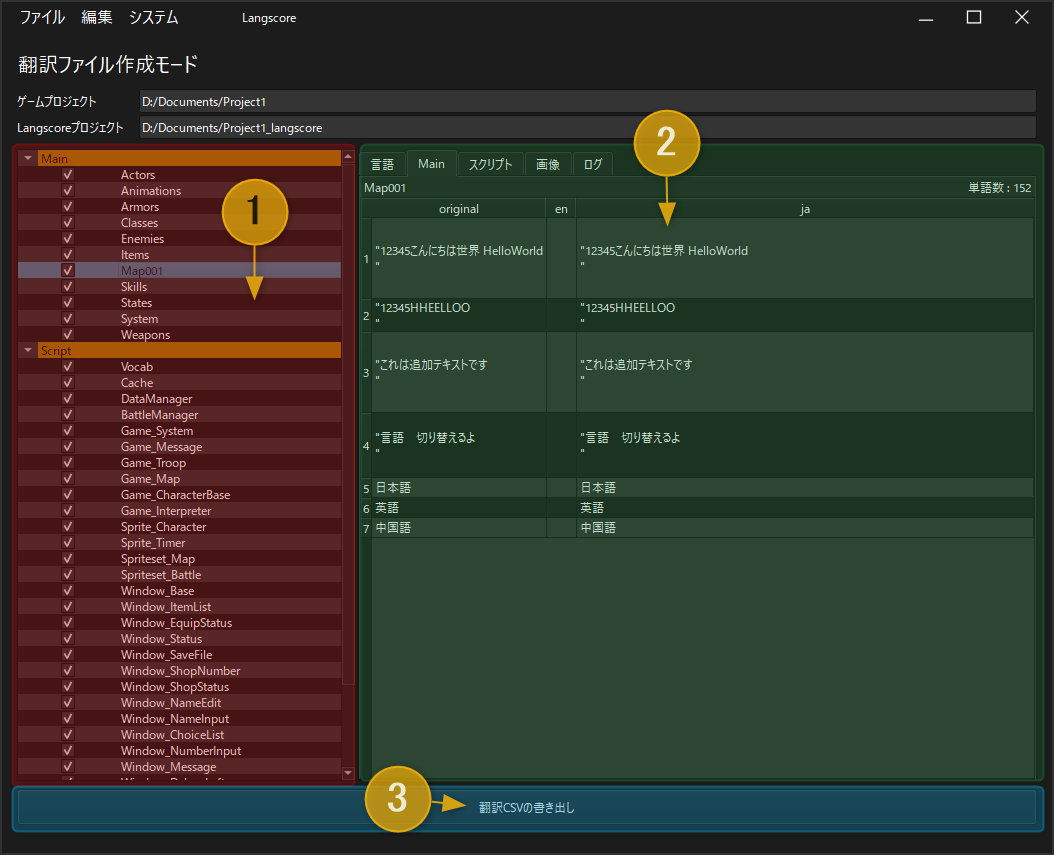 ファイル 編集 システム Langscore
翻訳ファイル作成モード
ゲームプロジェクト D:/Documents/Project1
Langscoreプロジェクト D:/Documents/Project1_langscore
1
Main
Actors
Animations
Armors
Classes
Enemies
Items
Map001
Skills
States
System
Weapons
Script
Vocab
Cache
DataManager
BattleManager
Game_System
Game_Message
Game_Troop
Game_Map
Game_CharacterBase
Game_Interpreter
Sprite_Character
Sprite_Timer
Spriteset_Map
Spriteset_Battle
Window_Base
Window_ItemList
Window_EquipStatus
Window_Status
Window_SaveFile
Window_ShopNumber
Window_ShopStatus
Window_NameEdit
Window_NameInput
Window_ChoiceList
Window_NumberInput
Window_Message
2
言語 Main スクリプト 画像 ログ
Map001 単語数 : 152
original en ja
1 "12345こんにちは世界 HelloWorld "12345こんにちは世界 HelloWorld
" "
2 "12345HHEELLOO "12345HHEELLOO
" "
3 "これは追加テキストです "これは追加テキストです
" "
4 "言語　切り替えるよ "言語　切り替えるよ
" "
5 日本語 日本語
6 英語 英語
7 中国語 中国語
3
翻訳CSVの書き出し